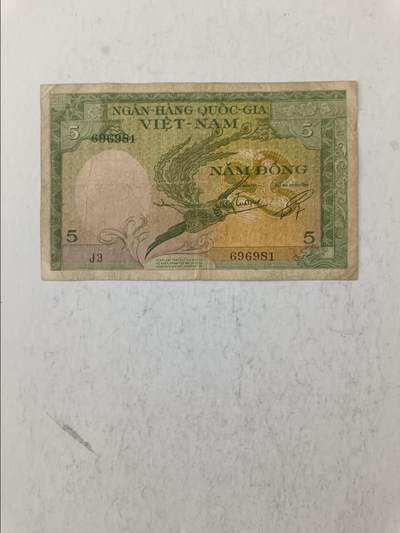 NGÂN-HÀNG QUỐC-GIA
VIỆT-NAM
5 5
696981
NĂM ĐỒNG
5 5
J3 696981